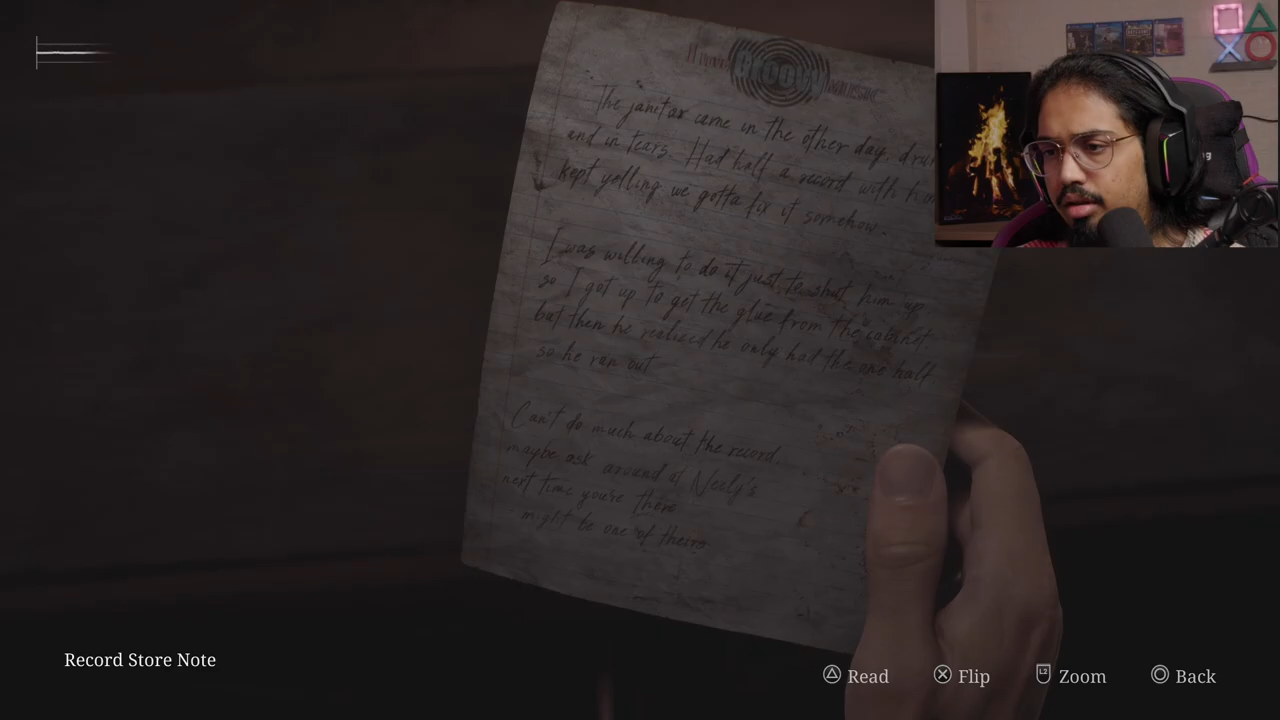 The janitor came in the other day,
and in tears. Had half a record with
kept yelling we gotta fix it somehow.
I was willing to do it just to shut him up
so I got up to get the glue from the cabinet
but then he realized he only had the one half
so he ran out
Can't do much about the record.
maybe ask around at Neely's
next time you're there
might be one of theirs
Record Store Note
Read
Flip
L2
Zoom
Back